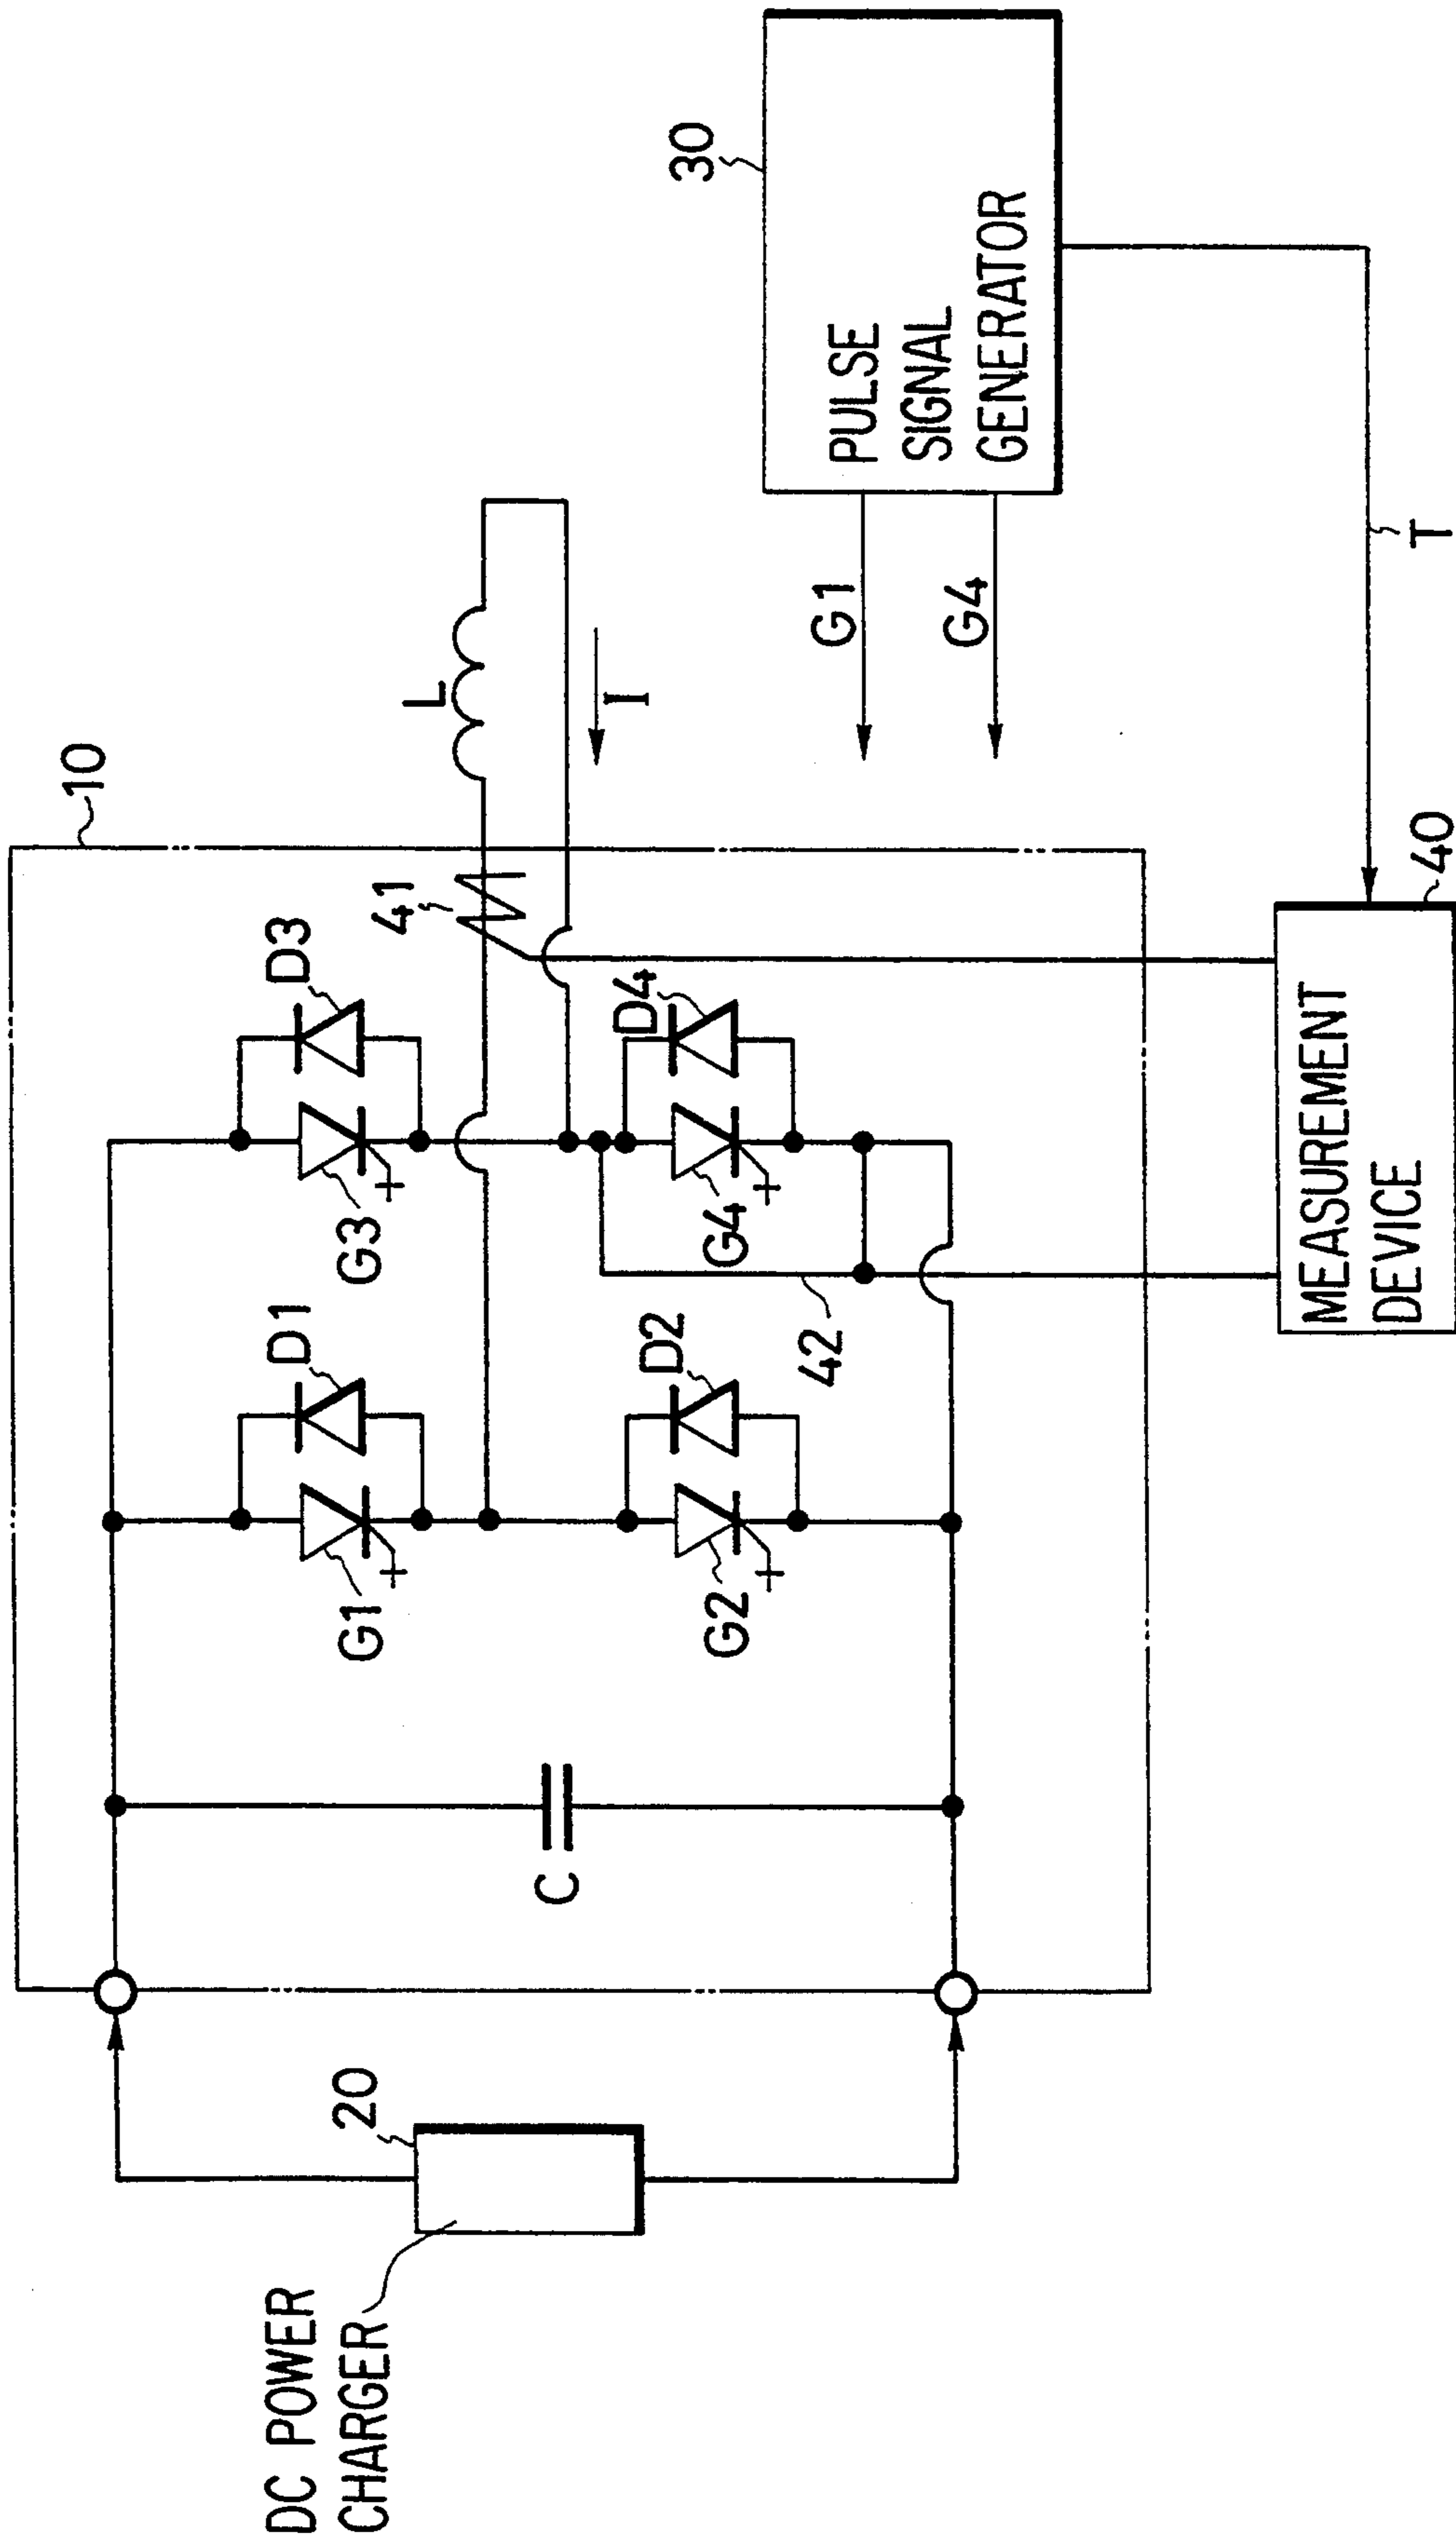 10
D3
41
L
I
30
PULSE
SIGNAL
GENERATOR
G1
G4
T
D1
G3
D4
G4
G1
D2
42
G2
C
20
DC POWER
CHARGER
40
MEASUREMENT
DEVICE